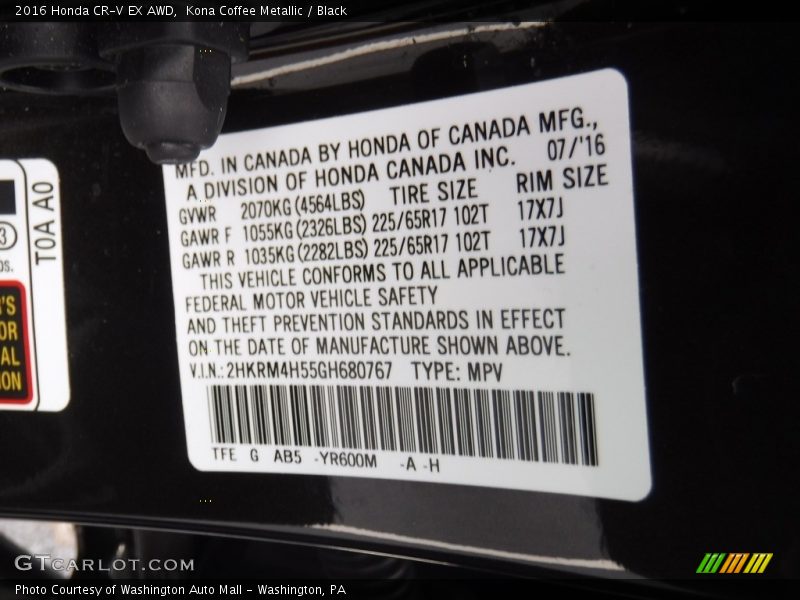 2016 Honda CR-V EX AWD, Kona Coffee Metallic / Black
MFD. IN CANADA BY HONDA OF CANADA MFG.,
A DIVISION OF HONDA CANADA INC. 07/'16
GVWR 2070KG(4564LBS) TIRE SIZE RIM SIZE
GAWR F 1055KG(2326LBS) 225/65R17 102T 17X7J
GAWR R 1035KG(2282LBS) 225/65R17 102T 17X7J
THIS VEHICLE CONFORMS TO ALL APPLICABLE
FEDERAL MOTOR VEHICLE SAFETY
AND THEFT PREVENTION STANDARDS IN EFFECT
ON THE DATE OF MANUFACTURE SHOWN ABOVE.
V.I.N.: 2HKRM4H55GH680767 TYPE: MPV
TFE G AB5 -YR600M -A -H
T0A A0
3
GTCARLOT.COM
Photo Courtesy of Washington Auto Mall - Washington, PA